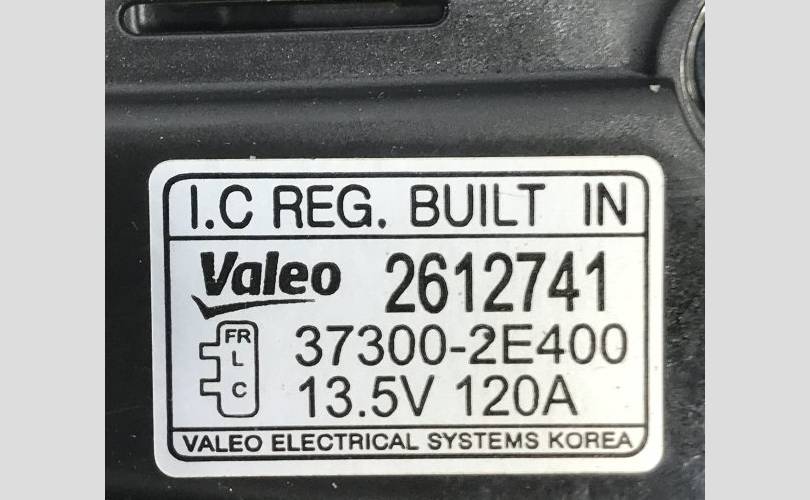 I.C REG. BUILT IN
Valeo 2612741
FR
37300-2E400
L
C
13.5V 120A
VALEO ELECTRICAL SYSTEMS KOREA